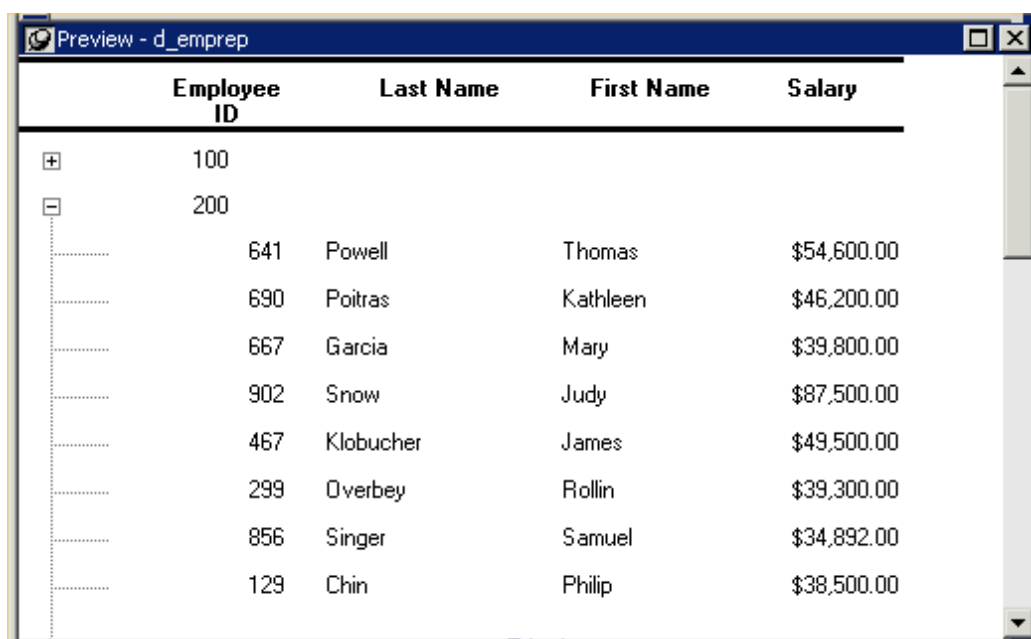 Preview - d_emprep
Employee ID Last Name First Name Salary
100
200
641 Powell Thomas $54,600.00
690 Poitras Kathleen $46,200.00
667 Garcia Mary $39,800.00
902 Snow Judy $87,500.00
467 Klobucher James $49,500.00
299 Overbey Rollin $39,300.00
856 Singer Samuel $34,892.00
129 Chin Philip $38,500.00